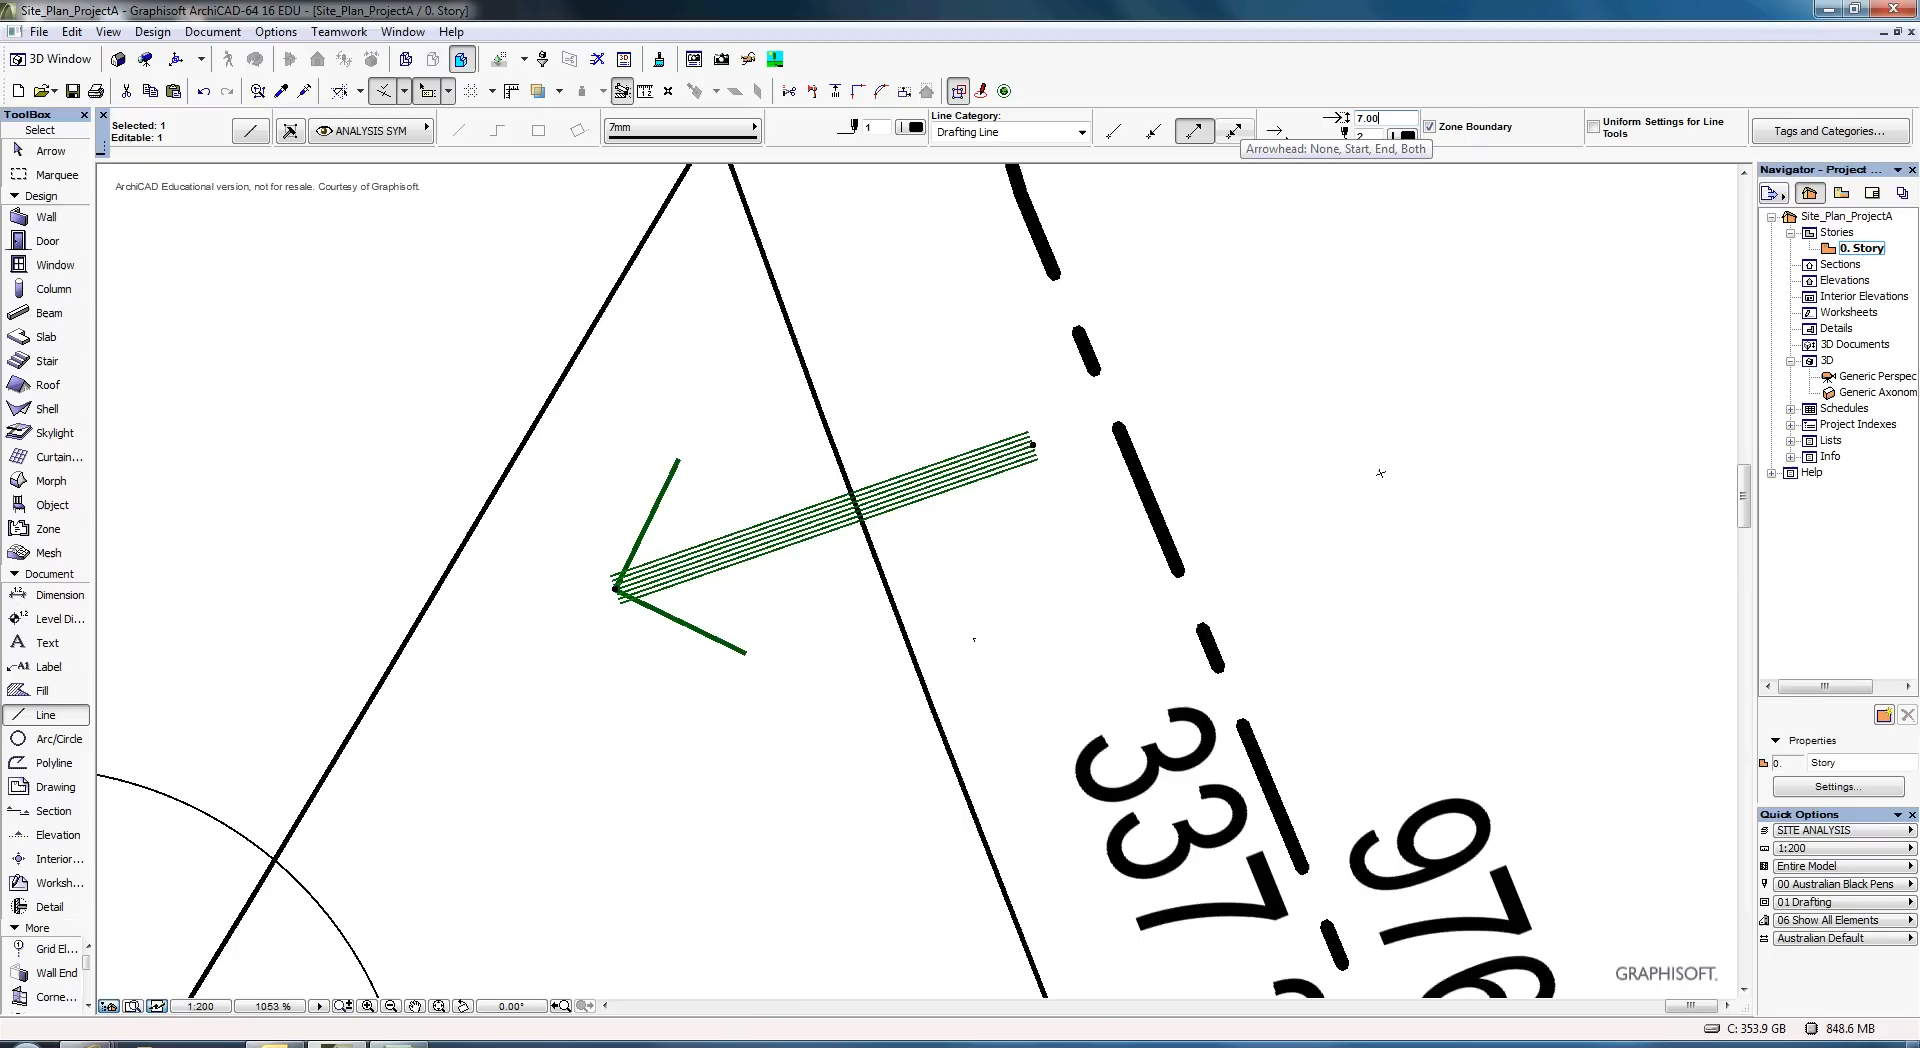 Site_Plan_ProjectA - Graphisoft ArchiCAD-64 16 EDU - [Site_Plan_ProjectA / 0. Story]
File Edit View Design Document Options Teamwork Window Help
3D Window
ToolBox
Select
Arrow
Marquee
Design
Wall
Door
Window
Column
Beam
Slab
Stair
Roof
Shell
Skylight
Curtain...
Morph
Object
Zone
Mesh
Document
Dimension
Level Di...
Text
Label
Fill
Line
Arc/Circle
Polyline
Drawing
Section
Elevation
Interior...
Worksh...
Detail
More
Grid El...
Wall End
Corne...
Selected: 1
Editable: 1
ANALYSIS SYM
7mm
1
Line Category:
Drafting Line
7.00
2
Arrowhead: None, Start, End, Both
Zone Boundary
Uniform Settings for Line Tools
Tags and Categories...
ArchiCAD Educational version, not for resale. Courtesy of Graphisoft.
337
976
GRAPHISOFT.
1:200
1053 %
0.00°
Navigator - Project ...
Site_Plan_ProjectA
Stories
0. Story
Sections
Elevations
Interior Elevations
Worksheets
Details
3D Documents
3D
Generic Perspec
Generic Axonom
Schedules
Project Indexes
Lists
Info
Help
Properties
0.
Story
Settings...
Quick Options
SITE ANALYSIS
1:200
Entire Model
00 Australian Black Pens
01 Drafting
06 Show All Elements
Australian Default
C: 353.9 GB
848.6 MB